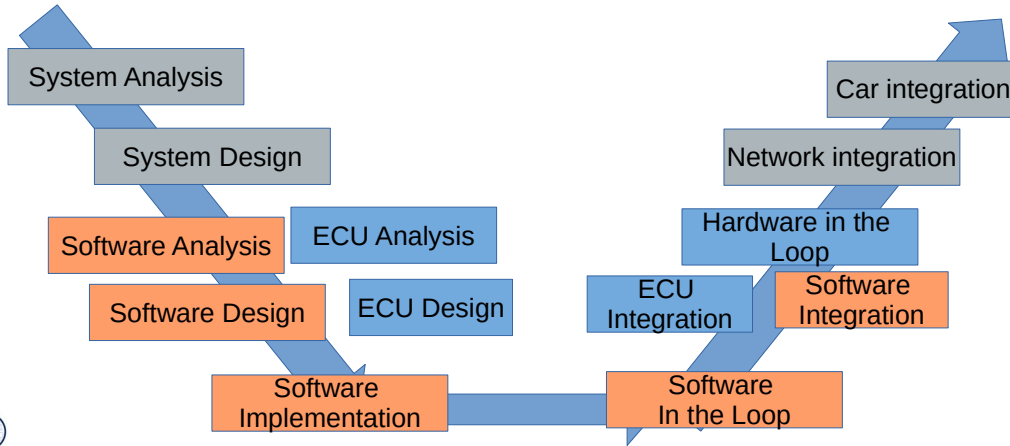 System Analysis
Car integration
System Design
Network integration
Software Analysis
ECU Analysis
Hardware in the
Loop
Software Design
ECU Design
ECU
Integration
Software
Integration
Software
Implementation
Software
In the Loop